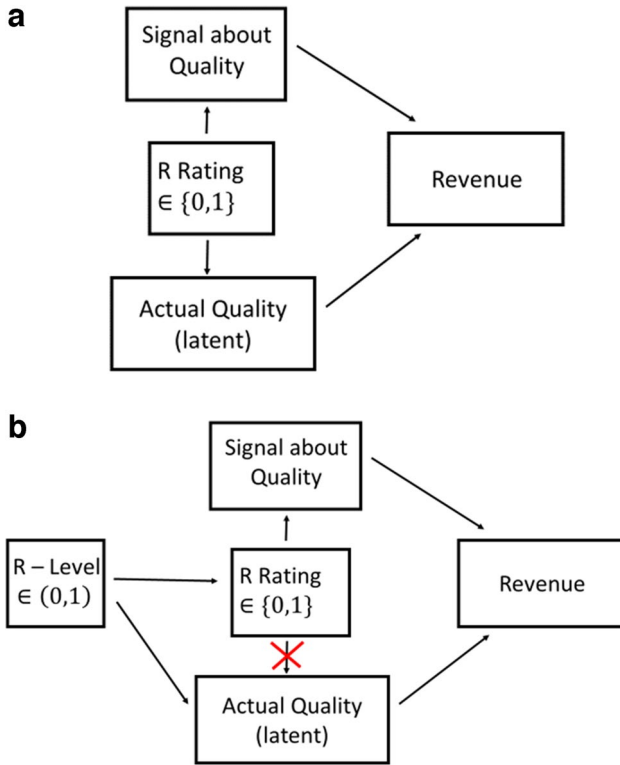 a
Signal about
Quality
R Rating
∈ {0,1}
Revenue
Actual Quality
(latent)
b
Signal about
Quality
R – Level
∈ (0,1)
R Rating
∈ {0,1}
Revenue
Actual Quality
(latent)